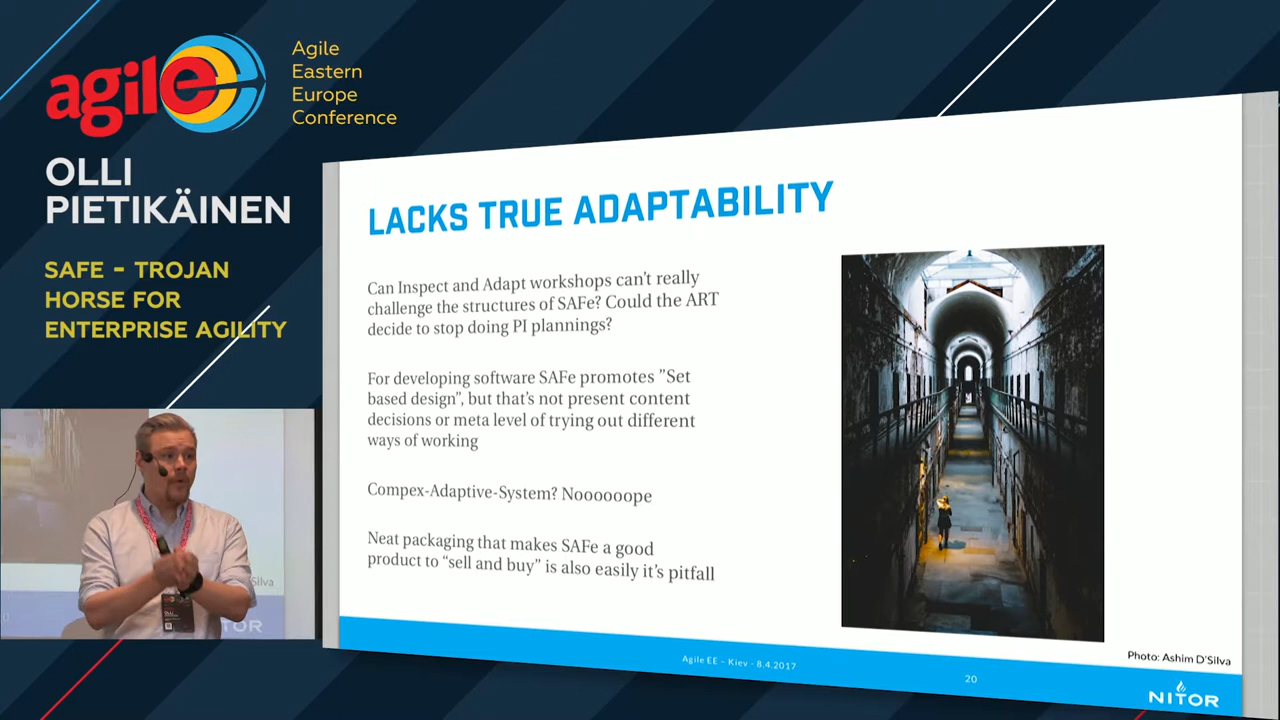 agile
Agile
Eastern
Europe
Conference
OLLI
PIETIKÄINEN
SAFE - TROJAN
HORSE FOR
ENTERPRISE AGILITY
LACKS TRUE ADAPTABILITY
Can Inspect and Adapt workshops can't really
challenge the structures of SAFe? Could the ART
decide to stop doing PI plannings?
For developing software SAFe promotes "Set
based design", but that's not present content
decisions or meta level of trying out different
ways of working
Compex-Adaptive-System? Noooooope
Neat packaging that makes SAFe a good
product to "sell and buy" is also easily it's pitfall
Photo: Ashim D'Silva
Agile EE - Kiev - 8.4.2017
20
NITOR
Silva
OLLI